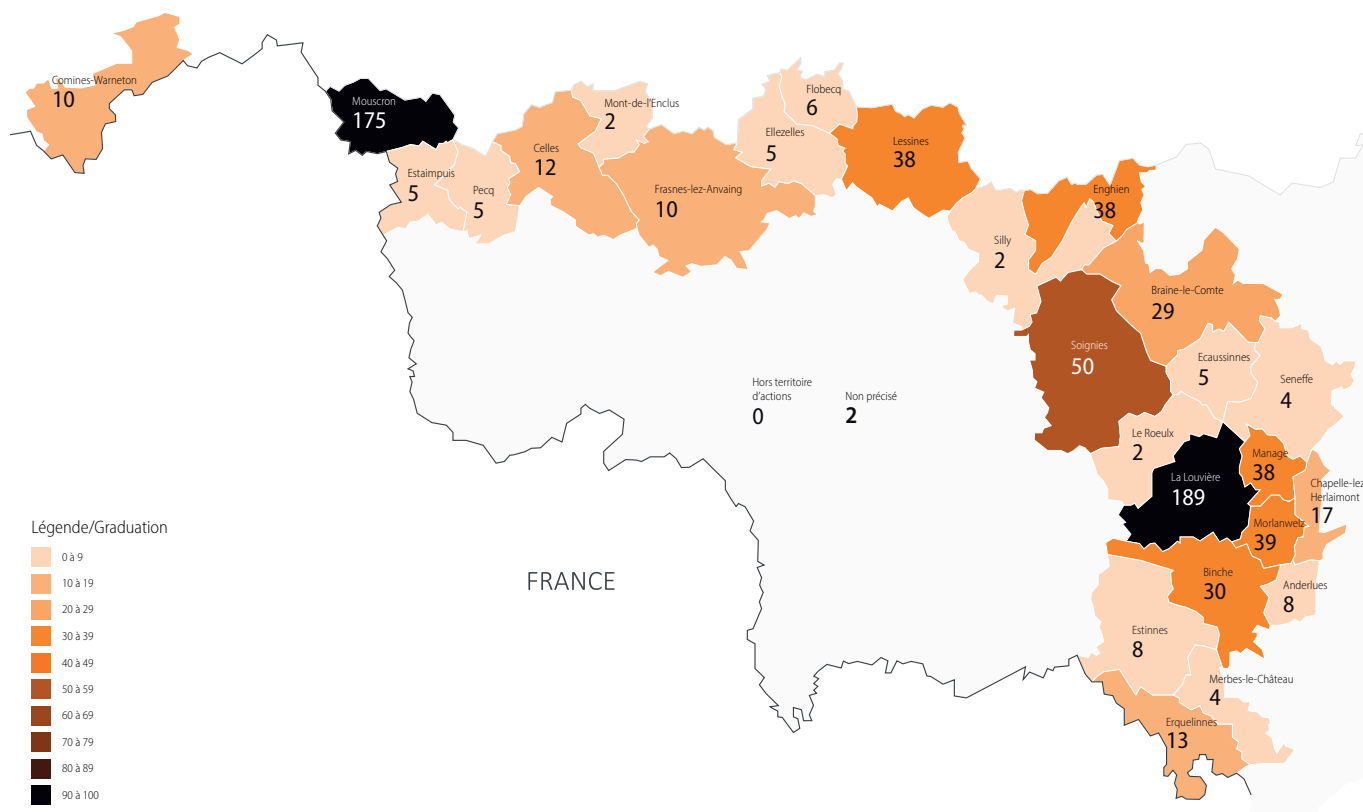 Comines-Warneton
10
Mouscron
175
Estaimpuis
5
Pecq
5
Celles
12
Mont-de-l'Enclus
2
Frasnes-lez-Anvaing
10
Ellezelles
5
Flobecq
6
Lessines
38
Silly
2
Enghien
38
Braine-le-Comte
29
Soignies
50
Ecaussinnes
5
Seneffe
4
Hors territoire
d'actions
0
Non précisé
2
Le Roeulx
2
La Louvière
189
Manage
38
Chapelle-lez
Herlaimont
17
Morlanwelz
39
Binche
30
Anderlues
8
Estinnes
8
Merbes-le-Château
4
Erquelinnes
13
FRANCE
Légende/Graduation
0 à 9
10 à 19
20 à 29
30 à 39
40 à 49
50 à 59
60 à 69
70 à 79
80 à 89
90 à 100